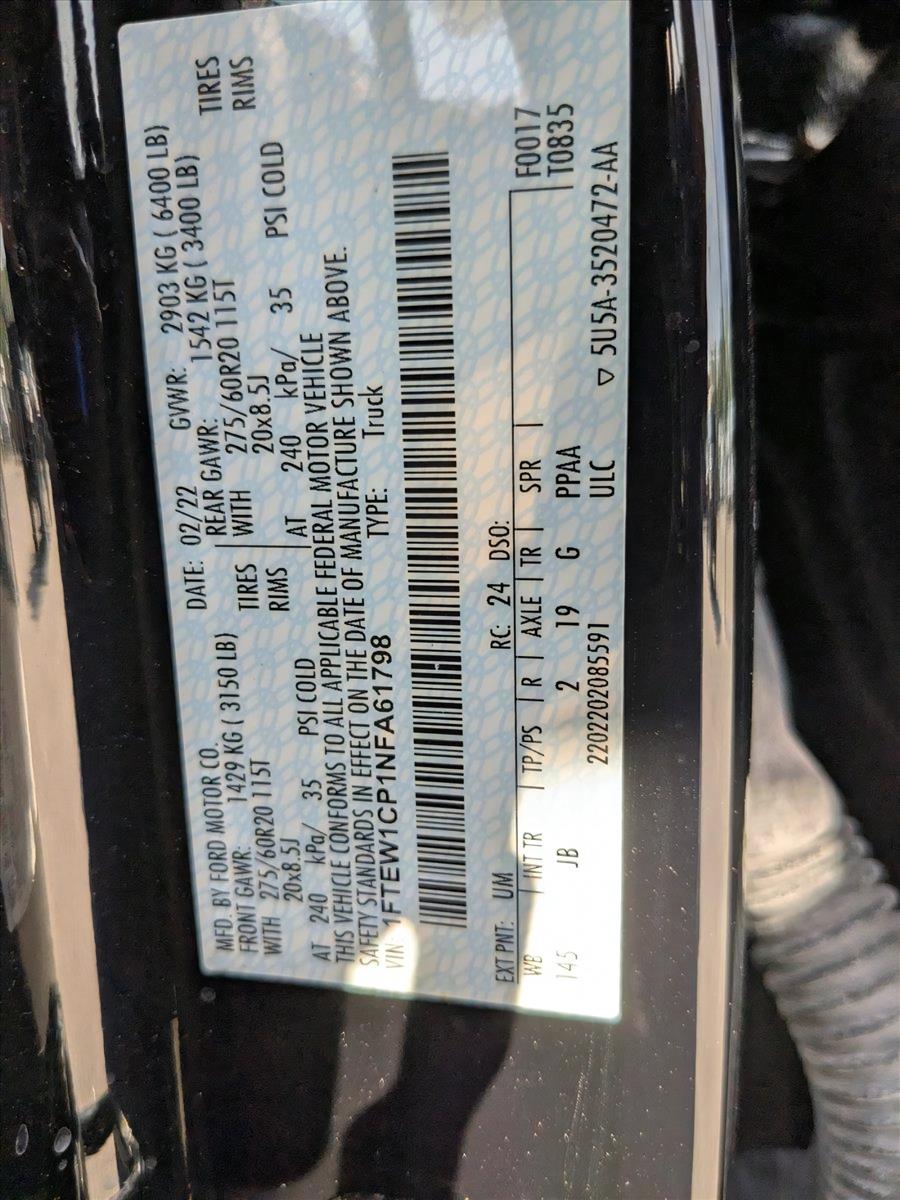 MFD. BY FORD MOTOR CO. DATE: 02/22 GVWR: 2903 KG ( 6400 LB)
FRONT GAWR: 1429 KG ( 3150 LB) REAR GAWR: 1542 KG ( 3400 LB)
WITH 275/60R20 115T TIRES WITH 275/60R20 115T TIRES
20x8.5J RIMS 20x8.5J RIMS
AT 240 kPa/ 35 PSI COLD AT 240 kPa/ 35 PSI COLD
THIS VEHICLE CONFORMS TO ALL APPLICABLE FEDERAL MOTOR VEHICLE
SAFETY STANDARDS IN EFFECT ON THE DATE OF MANUFACTURE SHOWN ABOVE.
VIN: 1FTEW1CP1NFA61798 TYPE: Truck
EXT PNT: UM RC: 24 DSO: F0017
WB INT TR TP/PS R AXLE TR SPR T0835
145 JB 2 19 G PPAA
2202202085591 ULC ▽ 5U5A-3520472-AA